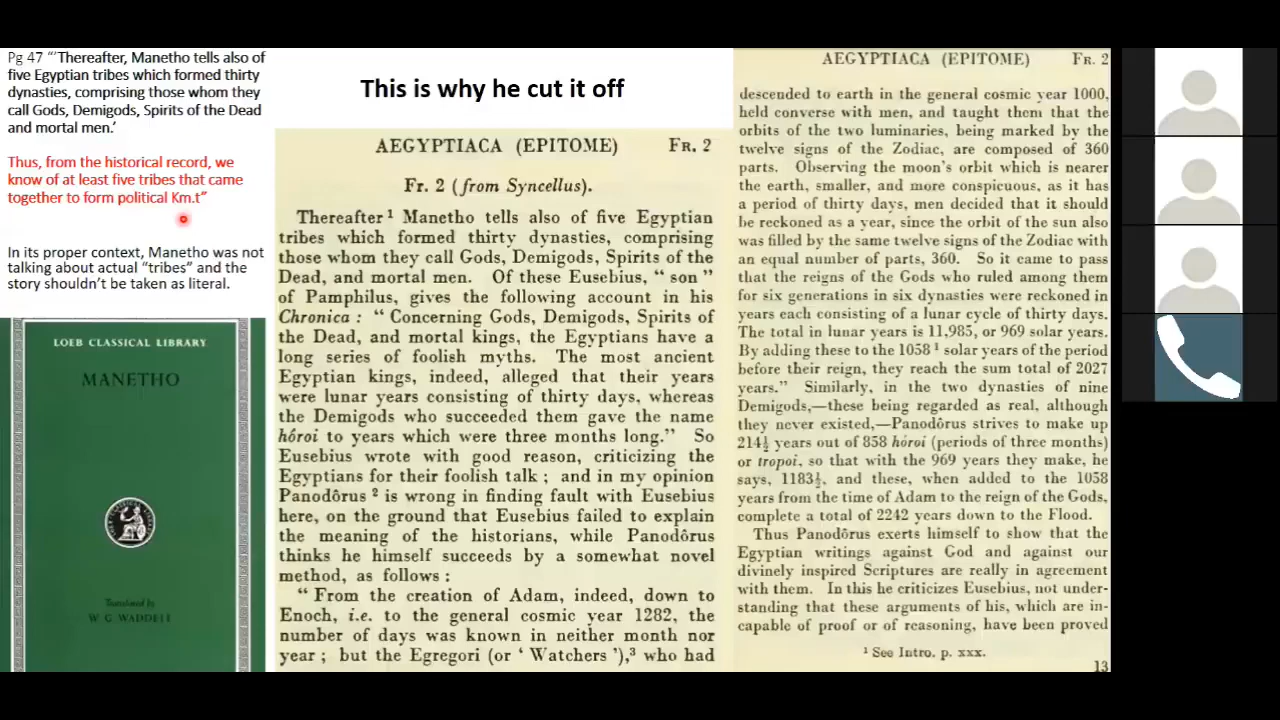 Pg 47 “‘Thereafter, Manetho tells also of
five Egyptian tribes which formed thirty
dynasties, comprising those whom they
call Gods, Demigods, Spirits of the Dead
and mortal men.’
Thus, from the historical record, we
know of at least five tribes that came
together to form political Km.t”
In its proper context, Manetho was not
talking about actual “tribes” and the
story shouldn’t be taken as literal.
LOEB CLASSICAL LIBRARY
MANETHO
Translated by
W. G. WADDELL
This is why he cut it off
AEGYPTIACA (EPITOME) FR. 2
Fr. 2 (from Syncellus).
Thereafter ¹ Manetho tells also of five Egyptian
tribes which formed thirty dynasties, comprising
those whom they call Gods, Demigods, Spirits of the
Dead, and mortal men. Of these Eusebius, “ son ”
of Pamphilus, gives the following account in his
Chronica : “ Concerning Gods, Demigods, Spirits of
the Dead, and mortal kings, the Egyptians have a
long series of foolish myths. The most ancient
Egyptian kings, indeed, alleged that their years
were lunar years consisting of thirty days, whereas
the Demigods who succeeded them gave the name
hóroi to years which were three months long.” So
Eusebius wrote with good reason, criticizing the
Egyptians for their foolish talk ; and in my opinion
Panodôrus ² is wrong in finding fault with Eusebius
here, on the ground that Eusebius failed to explain
the meaning of the historians, while Panodôrus
thinks he himself succeeds by a somewhat novel
method, as follows :
“ From the creation of Adam, indeed, down to
Enoch, i.e. to the general cosmic year 1282, the
number of days was known in neither month nor
year ; but the Egregori (or ‘ Watchers ’),³ who had
AEGYPTIACA (EPITOME) FR. 2
descended to earth in the general cosmic year 1000,
held converse with men, and taught them that the
orbits of the two luminaries, being marked by the
twelve signs of the Zodiac, are composed of 360
parts. Observing the moon’s orbit which is nearer
the earth, smaller, and more conspicuous, as it has
a period of thirty days, men decided that it should
be reckoned as a year, since the orbit of the sun also
was filled by the same twelve signs of the Zodiac with
an equal number of parts, 360. So it came to pass
that the reigns of the Gods who ruled among them
for six generations in six dynasties were reckoned in
years each consisting of a lunar cycle of thirty days.
The total in lunar years is 11,985, or 969 solar years.
By adding these to the 1058 ¹ solar years of the period
before their reign, they reach the sum total of 2027
years.” Similarly, in the two dynasties of nine
Demigods,—these being regarded as real, although
they never existed,—Panodôrus strives to make up
214½ years out of 858 hóroi (periods of three months)
or tropoi, so that with the 969 years they make, he
says, 1183½, and these, when added to the 1058
years from the time of Adam to the reign of the Gods,
complete a total of 2242 years down to the Flood.
Thus Panodôrus exerts himself to show that the
Egyptian writings against God and against our
divinely inspired Scriptures are really in agreement
with them. In this he criticizes Eusebius, not under-
standing that these arguments of his, which are in-
capable of proof or of reasoning, have been proved
¹ See Intro. p. xxx.
13